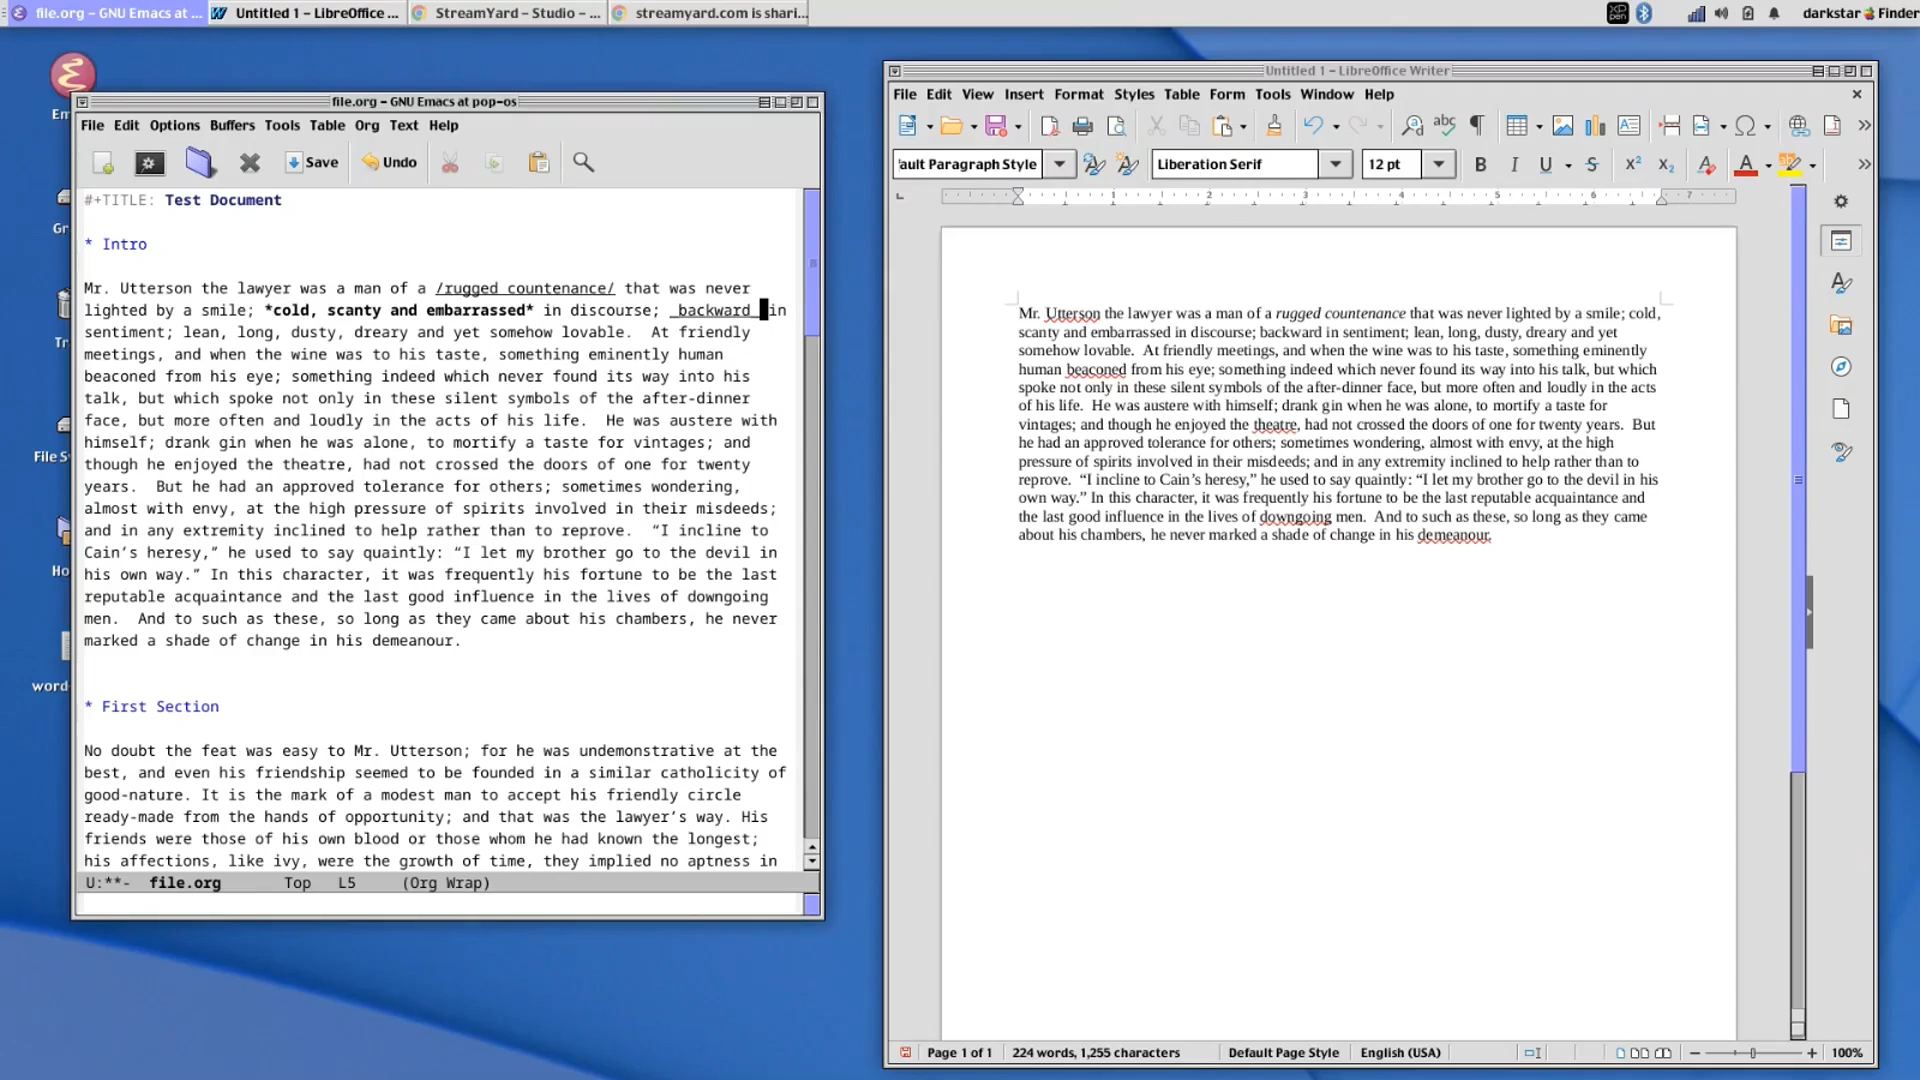 file.org – GNU Emacs at ...
Untitled 1 – LibreOffice ...
StreamYard – Studio – ...
streamyard.com is shari...
XP
PEN
darkstar
Finder
Em
Gr
Tr
File S
Ho
word
file.org – GNU Emacs at pop-os
File Edit Options Buffers Tools Table Org Text Help
Save
Undo
#+TITLE: Test Document
* Intro
Mr. Utterson the lawyer was a man of a /rugged countenance/ that was never
lighted by a smile; *cold, scanty and embarrassed* in discourse; _backward_ in
sentiment; lean, long, dusty, dreary and yet somehow lovable.  At friendly
meetings, and when the wine was to his taste, something eminently human
beaconed from his eye; something indeed which never found its way into his
talk, but which spoke not only in these silent symbols of the after-dinner
face, but more often and loudly in the acts of his life.  He was austere with
himself; drank gin when he was alone, to mortify a taste for vintages; and
though he enjoyed the theatre, had not crossed the doors of one for twenty
years.  But he had an approved tolerance for others; sometimes wondering,
almost with envy, at the high pressure of spirits involved in their misdeeds;
and in any extremity inclined to help rather than to reprove.  “I incline to
Cain’s heresy,” he used to say quaintly: “I let my brother go to the devil in
his own way.” In this character, it was frequently his fortune to be the last
reputable acquaintance and the last good influence in the lives of downgoing
men.  And to such as these, so long as they came about his chambers, he never
marked a shade of change in his demeanour.
* First Section
No doubt the feat was easy to Mr. Utterson; for he was undemonstrative at the
best, and even his friendship seemed to be founded in a similar catholicity of
good-nature. It is the mark of a modest man to accept his friendly circle
ready-made from the hands of opportunity; and that was the lawyer’s way. His
friends were those of his own blood or those whom he had known the longest;
his affections, like ivy, were the growth of time, they implied no aptness in
U:**-  file.org  Top  L5  (Org Wrap)
Untitled 1 – LibreOffice Writer
File Edit View Insert Format Styles Table Form Tools Window Help
ault Paragraph Style
Liberation Serif
12 pt
1 2 3 4 5 6 7
Mr. Utterson the lawyer was a man of a rugged countenance that was never lighted by a smile; cold,
scanty and embarrassed in discourse; backward in sentiment; lean, long, dusty, dreary and yet
somehow lovable.  At friendly meetings, and when the wine was to his taste, something eminently
human beaconed from his eye; something indeed which never found its way into his talk, but which
spoke not only in these silent symbols of the after-dinner face, but more often and loudly in the acts
of his life.  He was austere with himself; drank gin when he was alone, to mortify a taste for
vintages; and though he enjoyed the theatre, had not crossed the doors of one for twenty years.  But
he had an approved tolerance for others; sometimes wondering, almost with envy, at the high
pressure of spirits involved in their misdeeds; and in any extremity inclined to help rather than to
reprove.  “I incline to Cain’s heresy,” he used to say quaintly: “I let my brother go to the devil in his
own way.” In this character, it was frequently his fortune to be the last reputable acquaintance and
the last good influence in the lives of downgoing men.  And to such as these, so long as they came
about his chambers, he never marked a shade of change in his demeanour.
Page 1 of 1
224 words, 1,255 characters
Default Page Style
English (USA)
100%